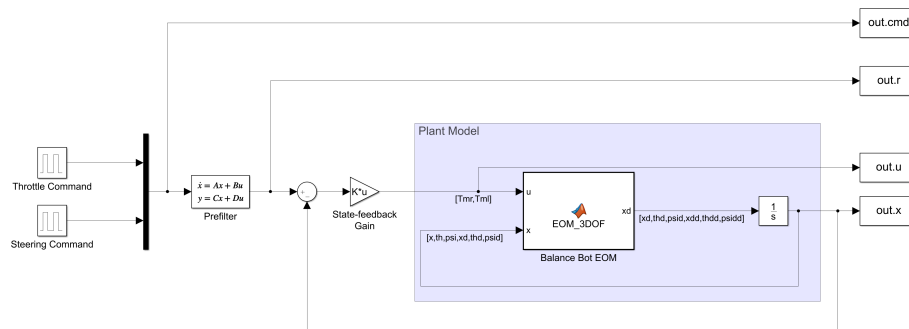 out.cmd
out.r
Plant Model
Throttle Command
Steering Command
ẋ = Ax + Bu
y = Cx + Du
Prefilter
+
K*u
State-feedback
Gain
[Tmr,Tml]
[x,th,psi,xd,thd,psid]
u
x
xd
EOM_3DOF
Balance Bot EOM
[xd,thd,psid,xdd,thdd,psidd]
1
s
out.u
out.x